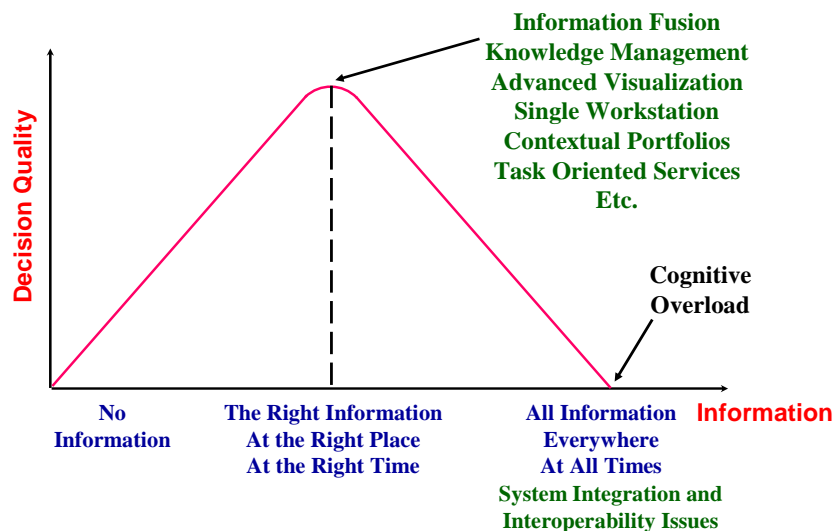 Information Fusion
Knowledge Management
Advanced Visualization
Single Workstation
Contextual Portfolios
Task Oriented Services
Etc.
Decision Quality
Cognitive
Overload
No
Information
The Right Information
At the Right Place
At the Right Time
All Information
Everywhere
At All Times
Information
System Integration and
Interoperability Issues